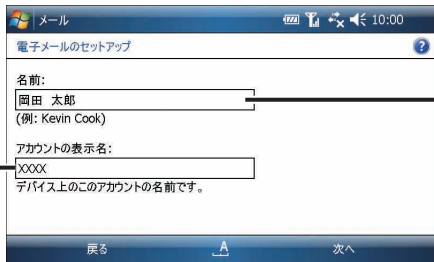 メール 10:00
電子メールのセットアップ
名前:
岡田 太郎
(例: Kevin Cook)
アカウントの表示名:
XXXX
デバイス上のこのアカウントの名前です。
戻る A 次へ